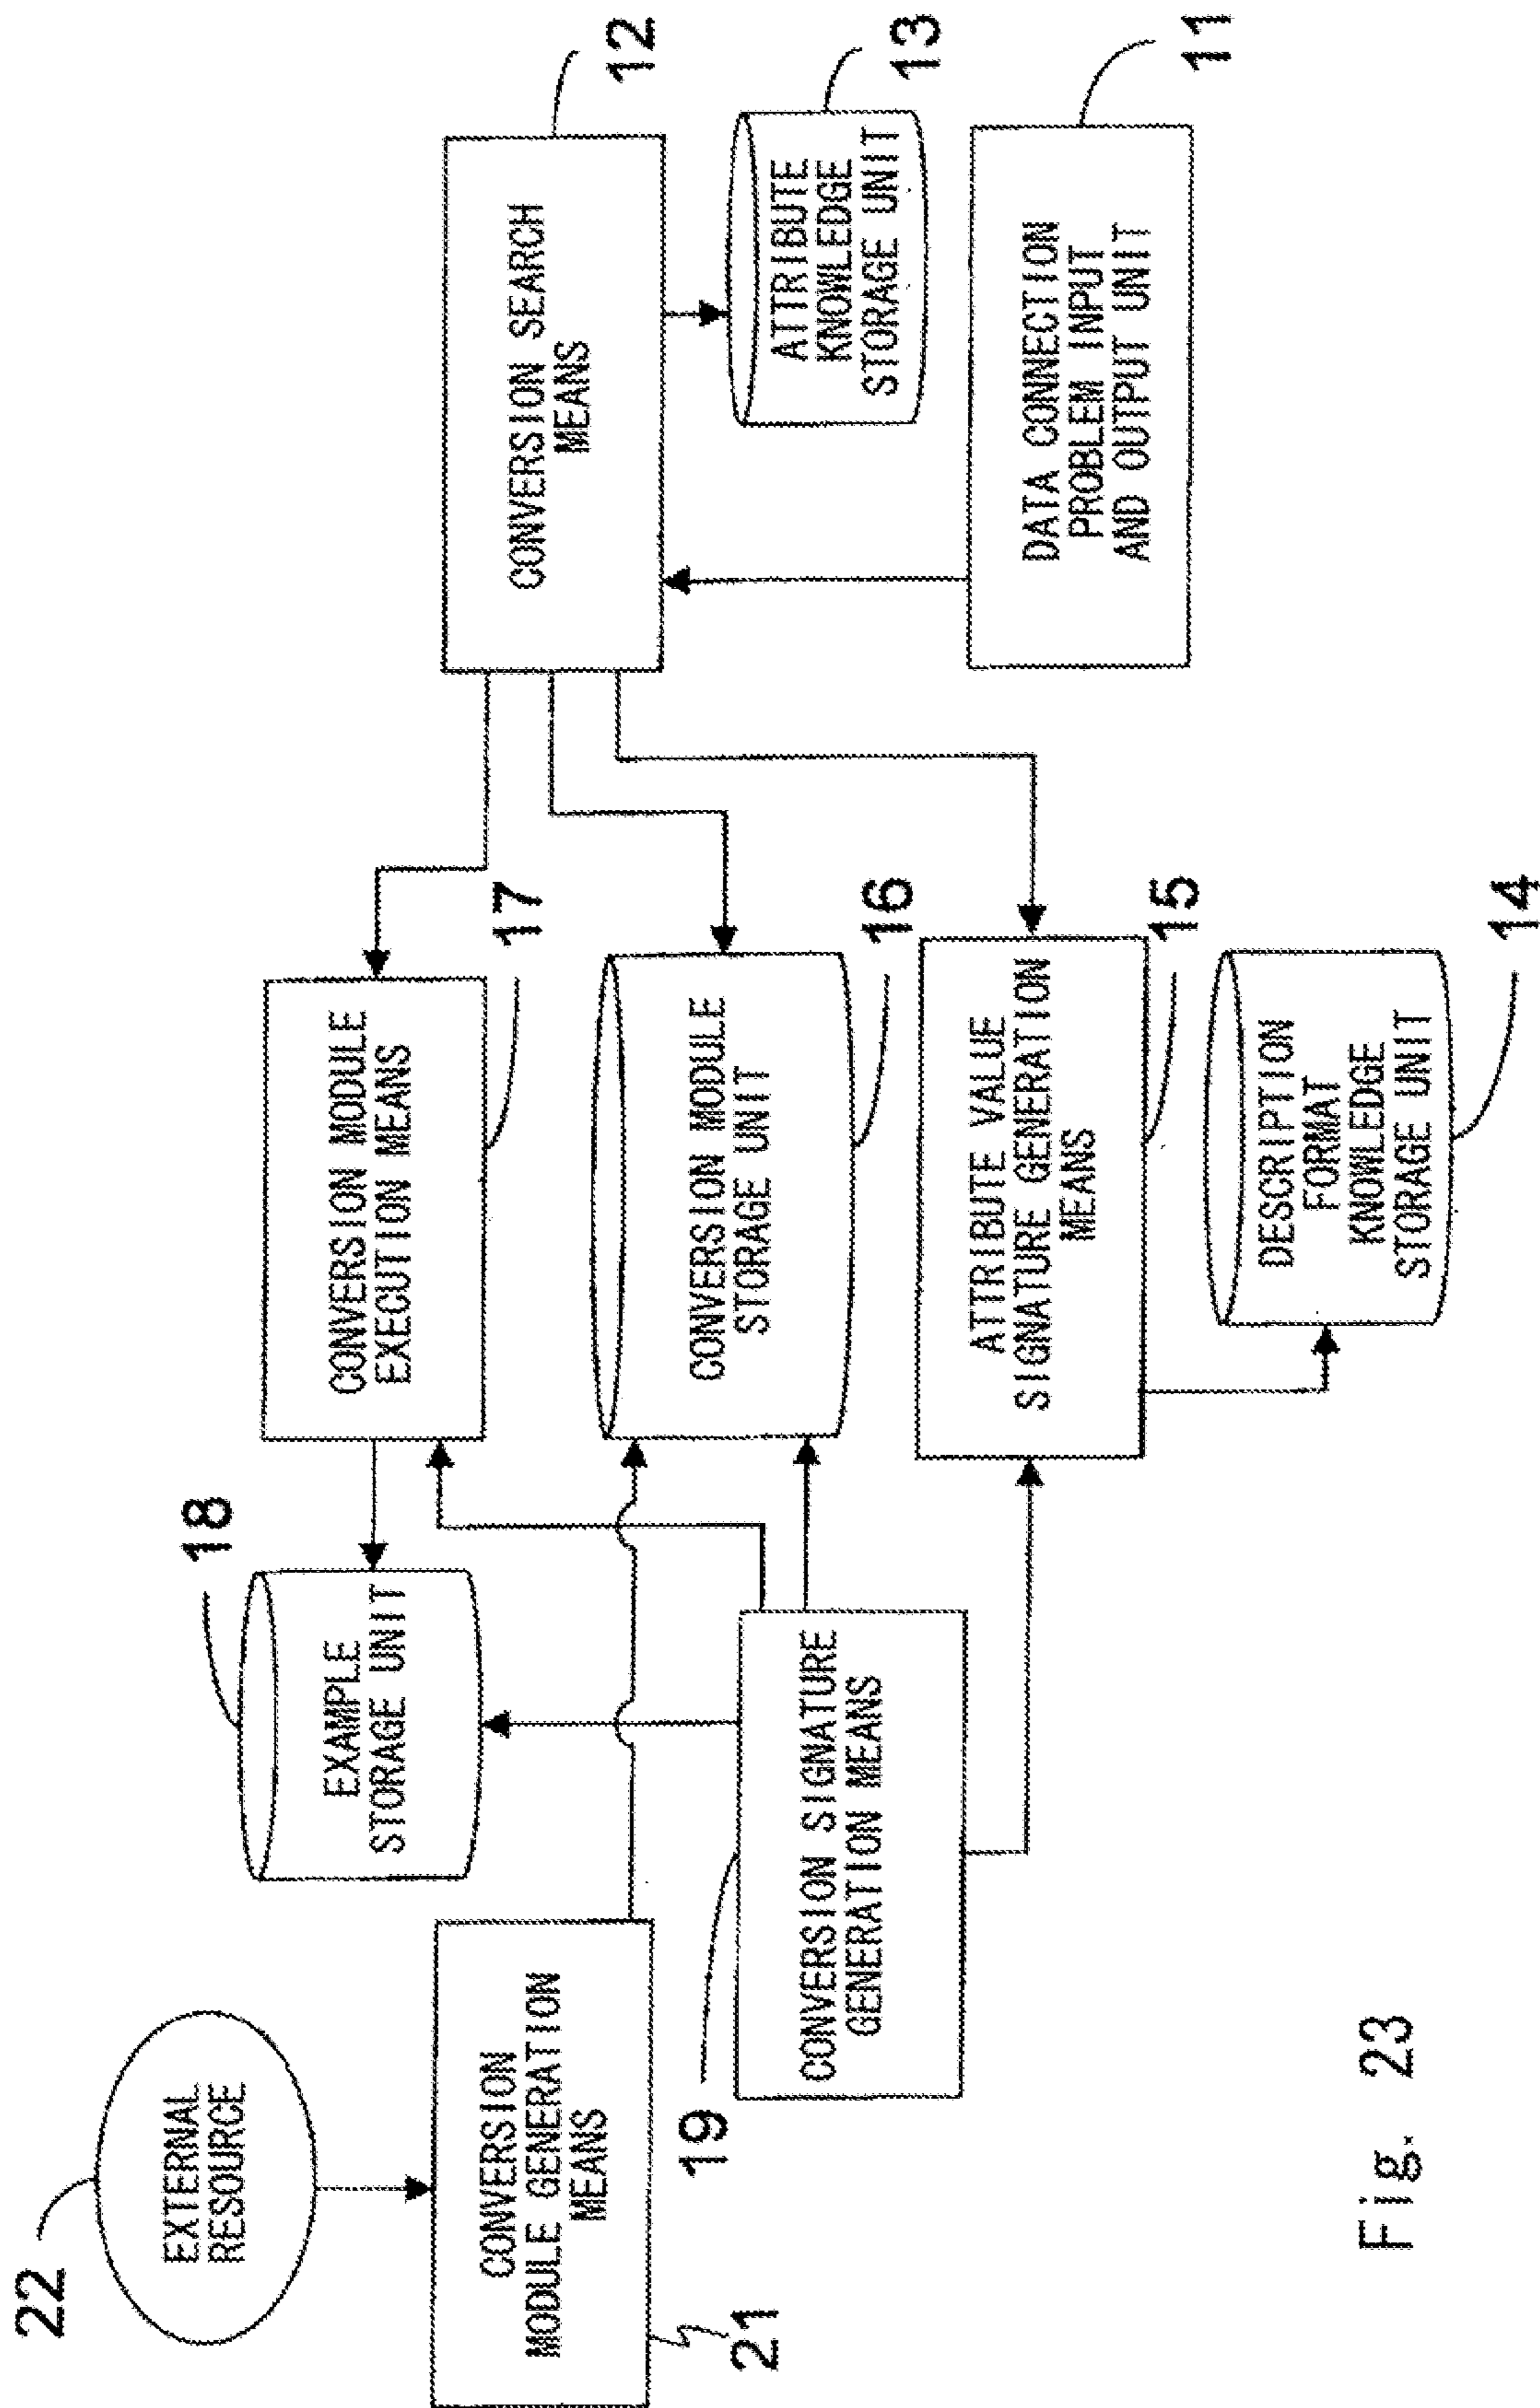 22
EXTERNAL
RESOURCE
CONVERSION
MODULE GENERATION
MEANS
21
18
EXAMPLE
STORAGE UNIT
19
CONVERSION SIGNATURE
GENERATION MEANS
CONVERSION MODULE
EXECUTION MEANS
17
CONVERSION MODULE
STORAGE UNIT
16
ATTRIBUTE VALUE
SIGNATURE GENERATION
MEANS
15
DESCRIPTION
FORMAT
KNOWLEDGE
STORAGE UNIT
14
CONVERSION SEARCH
MEANS
12
ATTRIBUTE
KNOWLEDGE
STORAGE UNIT
13
DATA CONNECTION
PROBLEM INPUT
AND OUTPUT UNIT
11
Fig. 23